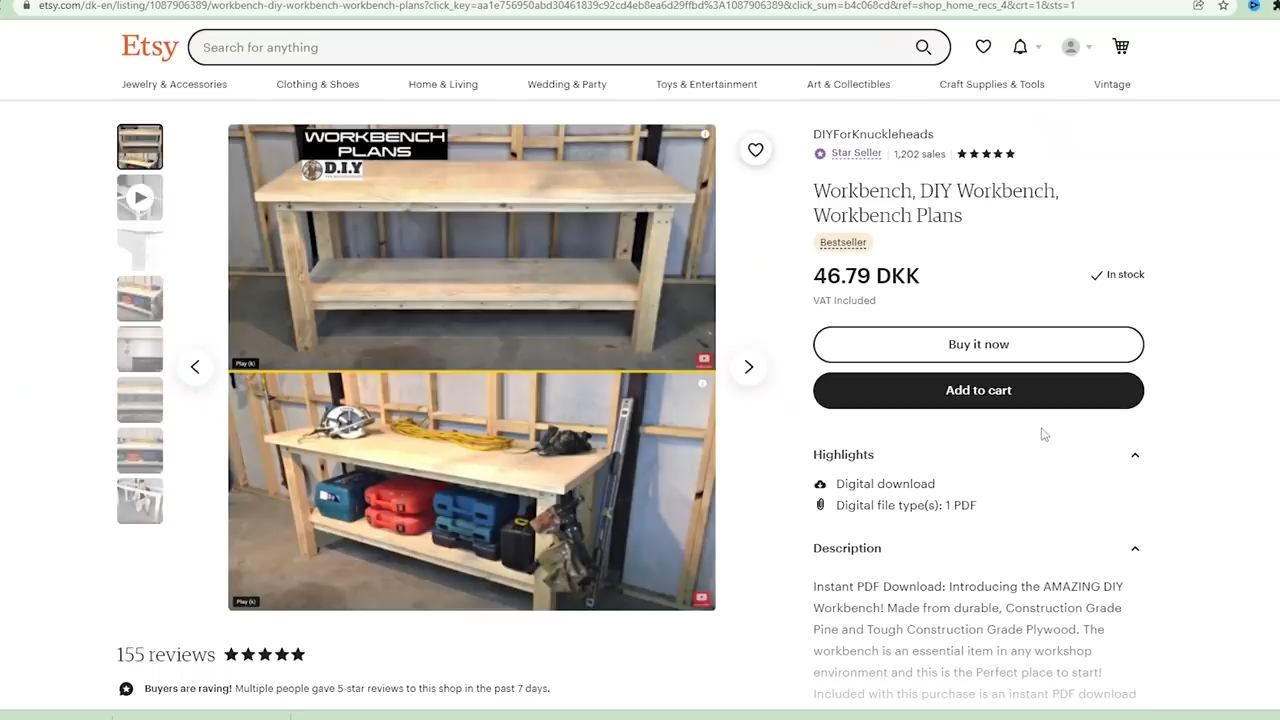 etsy.com/dk-en/listing/1087906389/workbench-diy-workbench-workbench-plans?click_key=aa1e756950abd30461839c92cd4eb8ea6d29ffbd%3A1087906389&click_sum=b4c068cd&ref=shop_home_recs_4&crt=1&sts=1
Etsy
Search for anything
Jewelry & Accessories
Clothing & Shoes
Home & Living
Wedding & Party
Toys & Entertainment
Art & Collectibles
Craft Supplies & Tools
Vintage
WORKBENCH
PLANS
D.I.Y
Play (k)
Play (k)
DIYForKnuckleheads
Star Seller
1,202 sales
Workbench, DIY Workbench,
Workbench Plans
Bestseller
46.79 DKK
In stock
VAT Included
Buy it now
Add to cart
Highlights
Digital download
Digital file type(s): 1 PDF
Description
Instant PDF Download: Introducing the AMAZING DIY
Workbench! Made from durable, Construction Grade
Pine and Tough Construction Grade Plywood. The
workbench is an essential item in any workshop
environment and this is the Perfect place to start!
Included with this purchase is an instant PDF download
155 reviews
Buyers are raving! Multiple people gave 5-star reviews to this shop in the past 7 days.